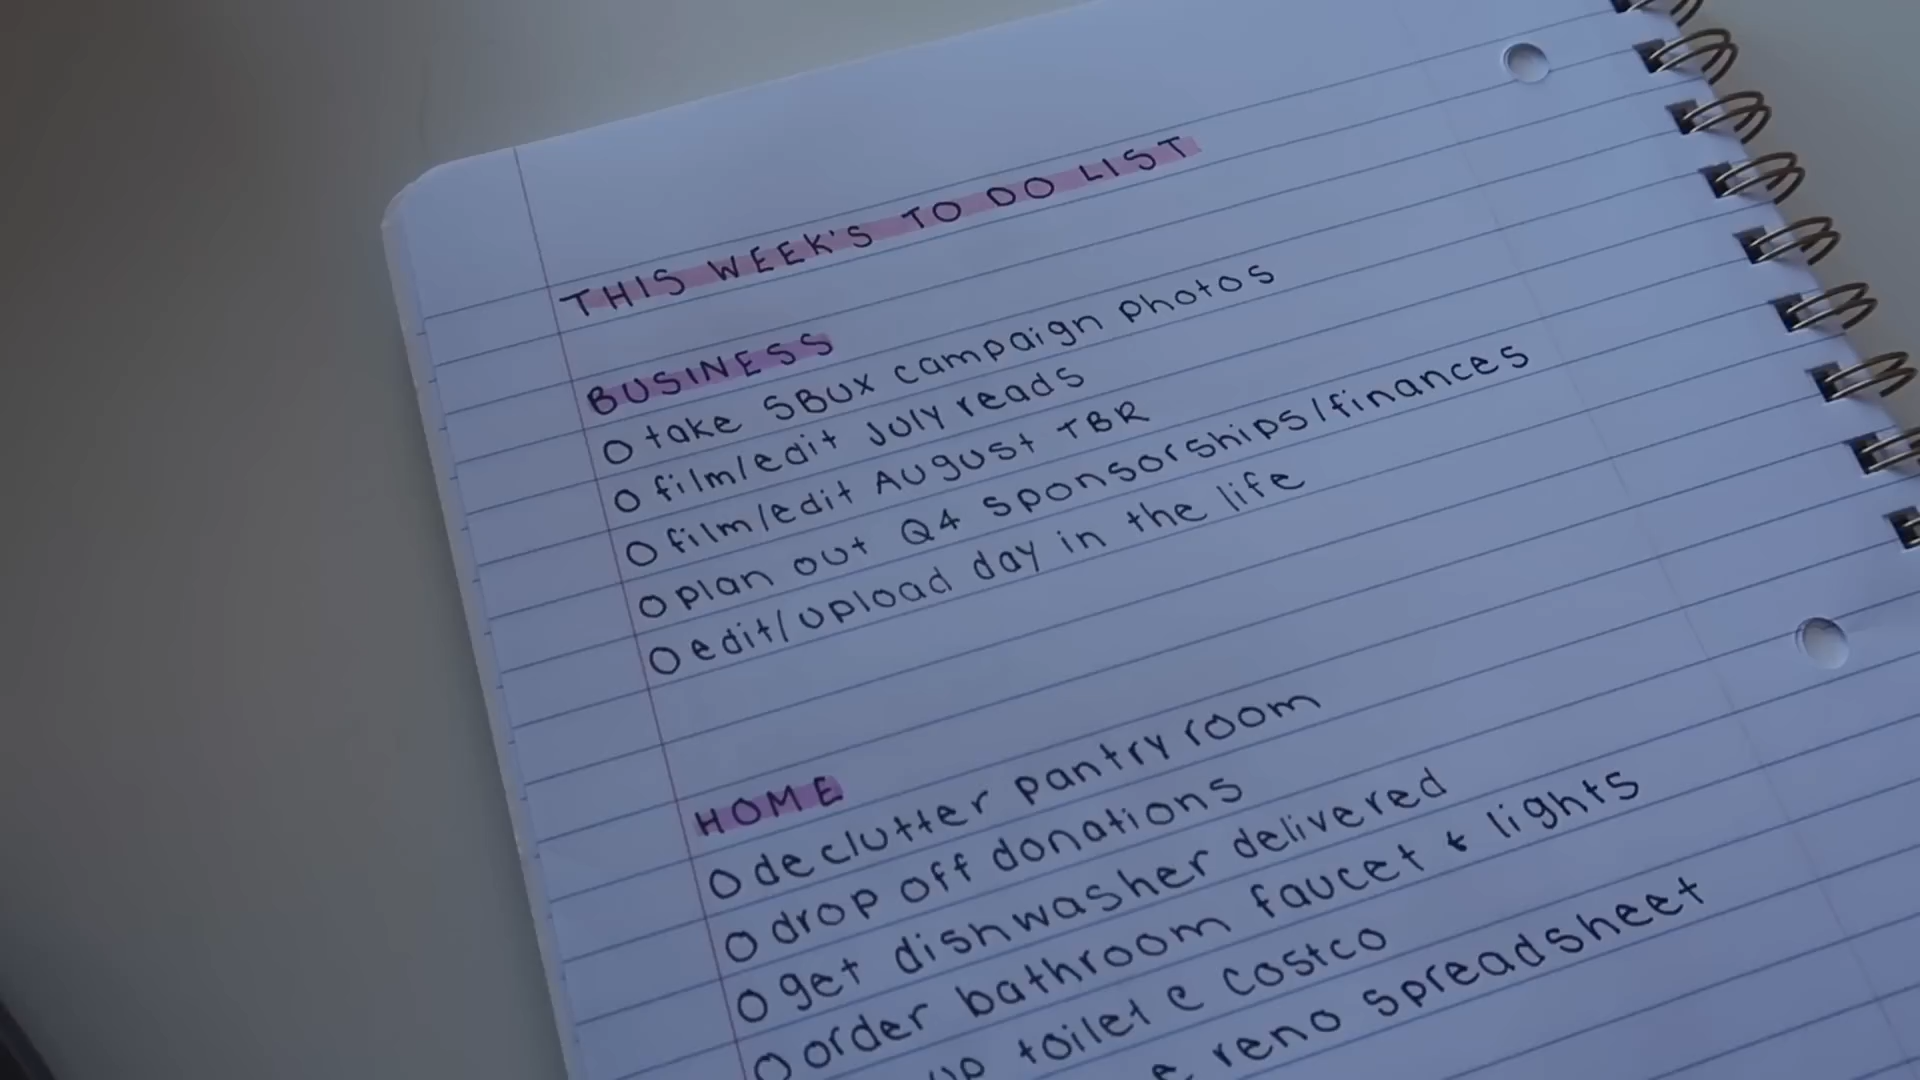 THIS WEEK'S TO DO LIST
BUSINESS
O take SBUX campaign photos
O film/edit July reads
O film/edit August TBR
O plan out Q4 sponsorships/finances
O edit/upload day in the life
HOME
O declutter pantry room
O drop off donations
O get dishwasher delivered
O order bathroom faucet & lights
up toilet @ costco
reno spreadsheet